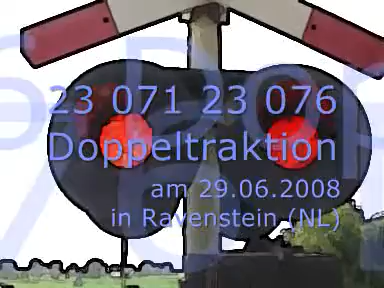 23 071 23 076
Doppeltraktion
am 29.06.2008
in Ravenstein (NL)